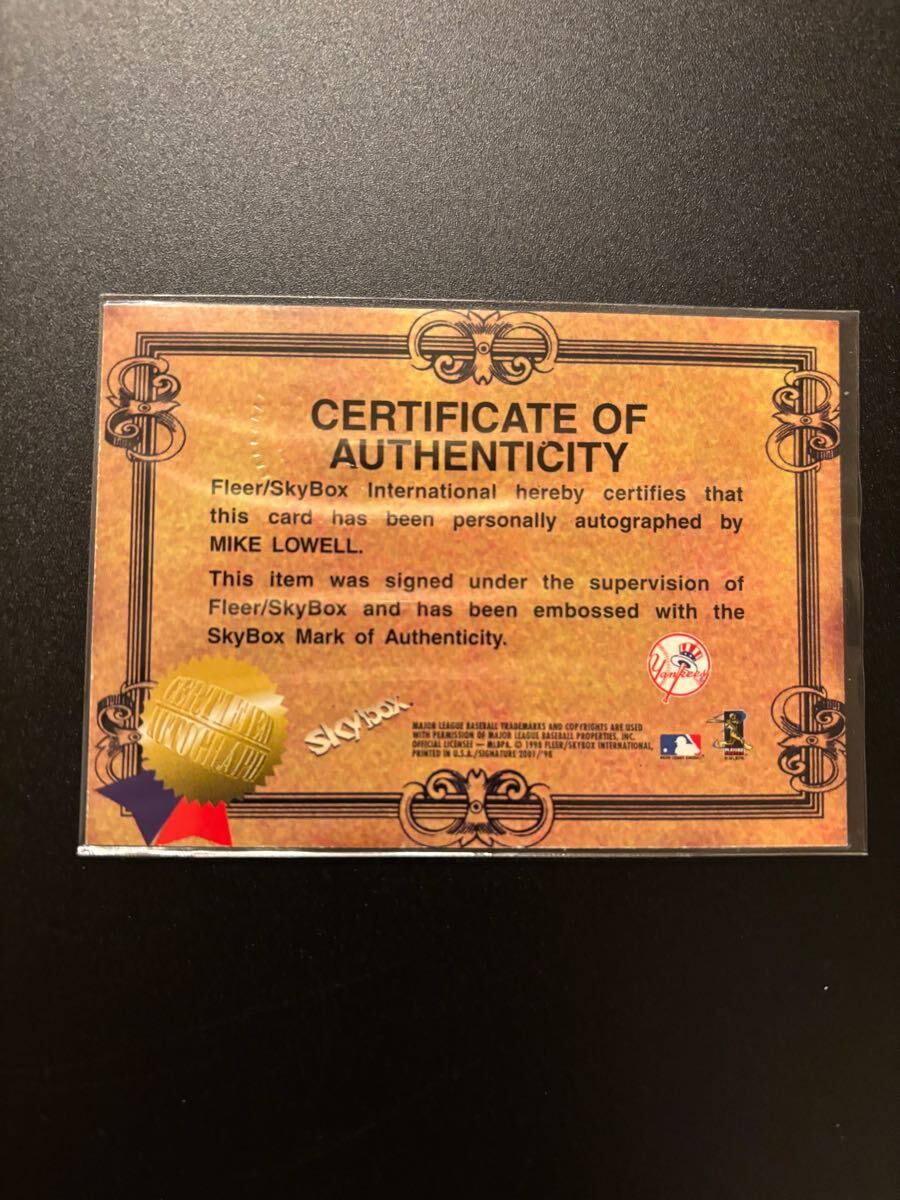 CERTIFICATE OF
AUTHENTICITY
Fleer/SkyBox International hereby certifies that
this card has been personally autographed by
MIKE LOWELL.
This item was signed under the supervision of
Fleer/SkyBox and has been embossed with the
SkyBox Mark of Authenticity.
Yankees
CERTIFIED
AUTOGRAPH
skybox
MAJOR LEAGUE BASEBALL TRADEMARKS AND COPYRIGHTS ARE USED
WITH PERMISSION OF MAJOR LEAGUE BASEBALL PROPERTIES, INC.
OFFICIAL LICENSEE — MLBPA. © 1998 FLEER/SKYBOX INTERNATIONAL,
PRINTED IN U.S.A./SIGNATURE 2001/'98